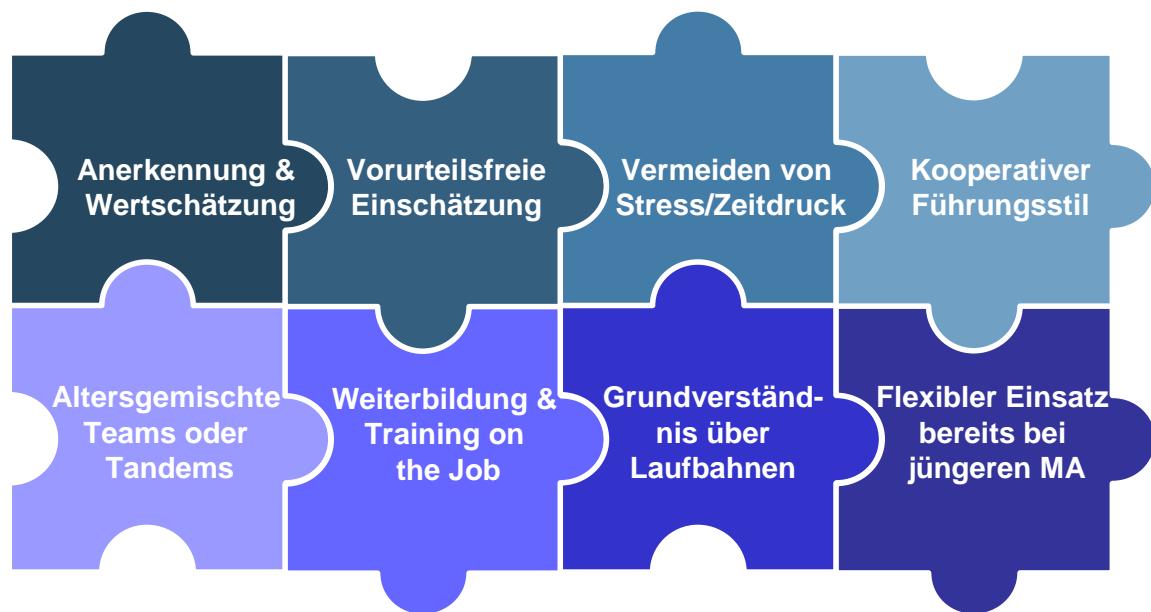 Anerkennung &
Wertschätzung
Vorurteilsfreie
Einschätzung
Vermeiden von
Stress/Zeitdruck
Kooperativer
Führungsstil
Altersgemischte
Teams oder
Tandems
Weiterbildung &
Training on
the Job
Grundverständ-
nis über
Laufbahnen
Flexibler Einsatz
bereits bei
jüngeren MA